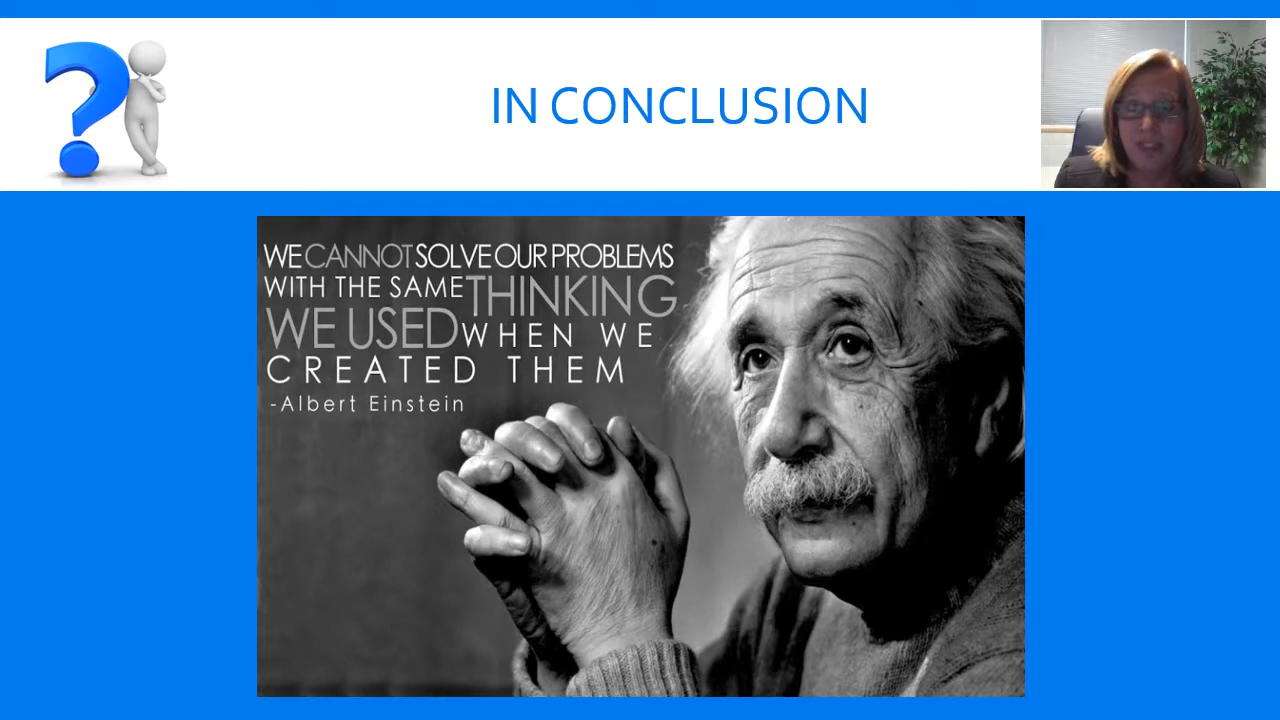 IN CONCLUSION
WE CANNOT SOLVE OUR PROBLEMS
WITH THE SAME THINKING
WE USED WHEN WE
CREATED THEM
-Albert Einstein